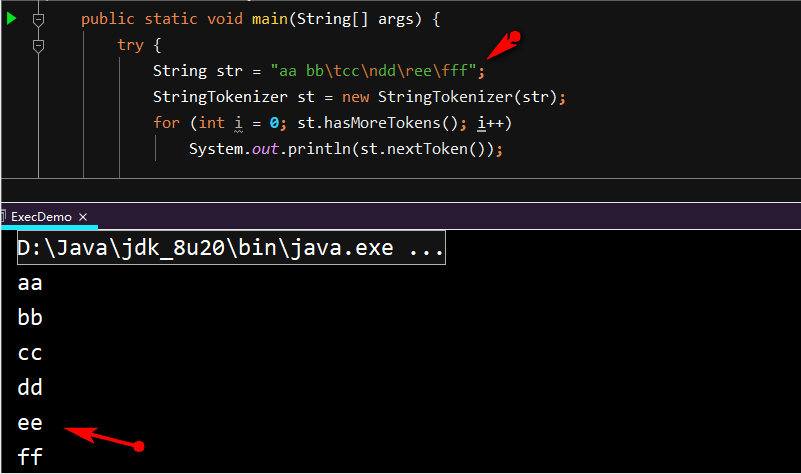 public static void main(String[] args) {
try {
String str = "aa bb\tcc\ndd\ree\fff";
StringTokenizer st = new StringTokenizer(str);
for (int i = 0; st.hasMoreTokens(); i++)
System.out.println(st.nextToken());
ExecDemo ×
D:\Java\jdk_8u20\bin\java.exe ...
aa
bb
cc
dd
ee
ff